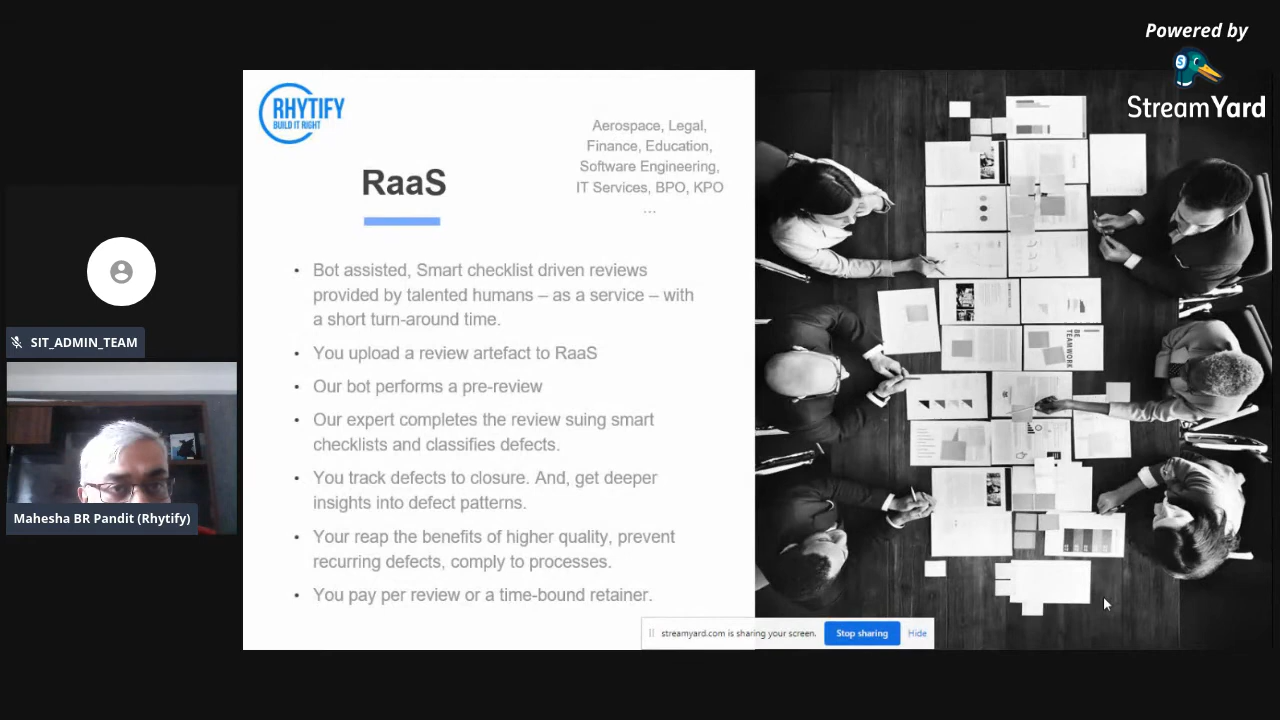 Powered by
StreamYard
RHYTIFY
BUILD IT RIGHT
Aerospace, Legal,
Finance, Education,
Software Engineering,
IT Services, BPO, KPO
...
RaaS
• Bot assisted, Smart checklist driven reviews
provided by talented humans – as a service – with
a short turn-around time.
• You upload a review artefact to RaaS
• Our bot performs a pre-review
• Our expert completes the review suing smart
checklists and classifies defects.
• You track defects to closure. And, get deeper
insights into defect patterns.
• Your reap the benefits of higher quality, prevent
recurring defects, comply to processes.
• You pay per review or a time-bound retainer.
BE
TEAMWORK
SIT_ADMIN_TEAM
Mahesha BR Pandit (Rhytify)
streamyard.com is sharing your screen.
Stop sharing
Hide